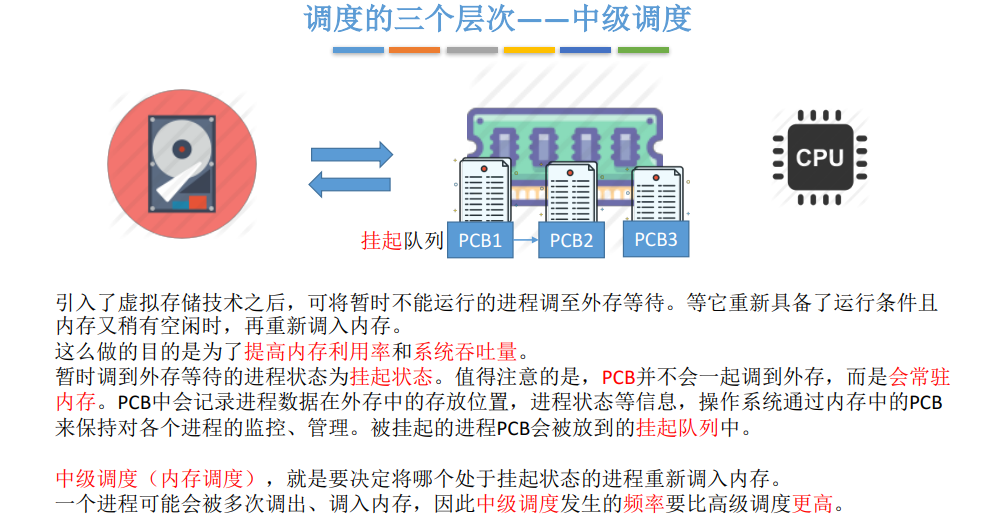 调度的三个层次——中级调度
CPU
挂起队列 PCB1 PCB2 PCB3
引入了虚拟存储技术之后，可将暂时不能运行的进程调至外存等待。等它重新具备了运行条件且
内存又稍有空闲时，再重新调入内存。
这么做的目的是为了提高内存利用率和系统吞吐量。
暂时调到外存等待的进程状态为挂起状态。值得注意的是，PCB并不会一起调到外存，而是会常驻
内存。PCB中会记录进程数据在外存中的存放位置，进程状态等信息，操作系统通过内存中的PCB
来保持对各个进程的监控、管理。被挂起的进程PCB会被放到的挂起队列中。
中级调度（内存调度），就是要决定将哪个处于挂起状态的进程重新调入内存。
一个进程可能会被多次调出、调入内存，因此中级调度发生的频率要比高级调度更高。